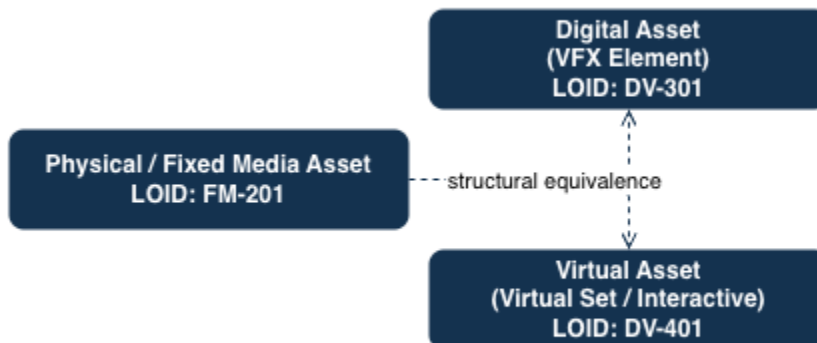 Digital Asset
(VFX Element)
LOID: DV-301
Physical / Fixed Media Asset
LOID: FM-201
structural equivalence
Virtual Asset
(Virtual Set / Interactive)
LOID: DV-401